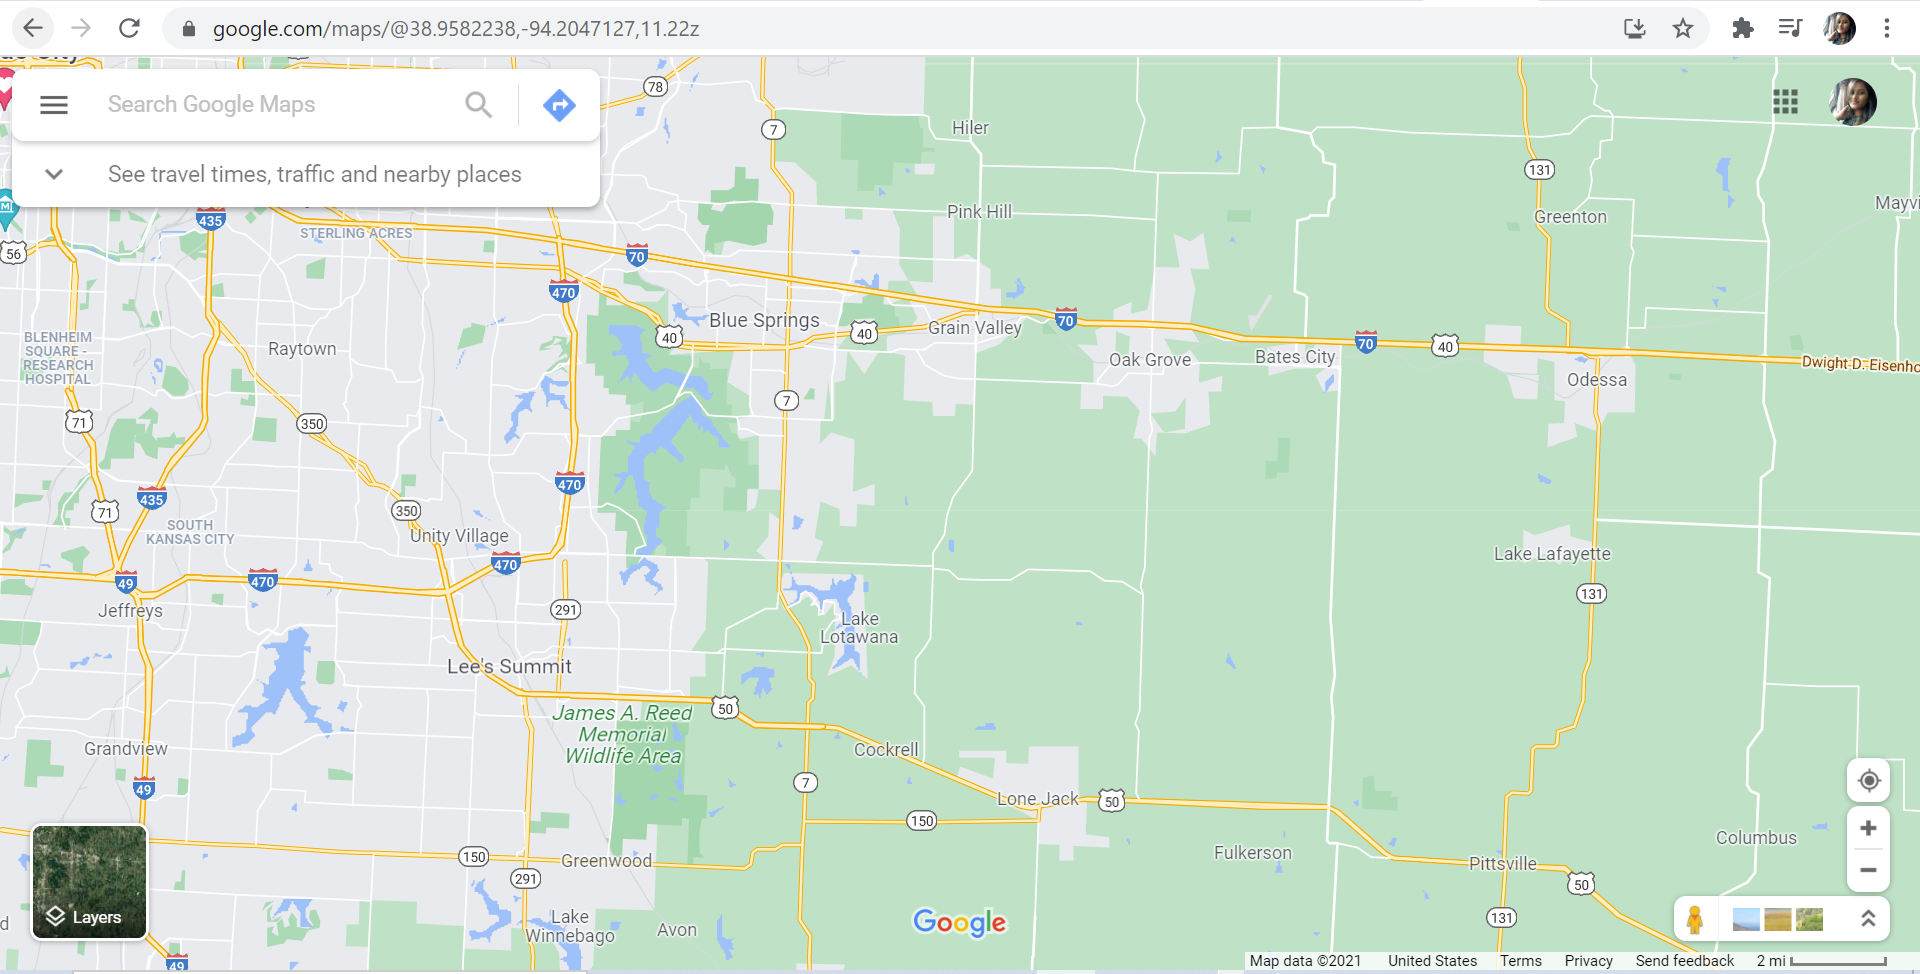 google.com/maps/@38.9582238,-94.2047127,11.22z
Search Google Maps
See travel times, traffic and nearby places
78
7
Hiler
131
Mayvi
Pink Hill
Greenton
435
STERLING ACRES
56
70
470
Blue Springs
40
40
Grain Valley
70
70
40
BLENHEIM
SQUARE -
RESEARCH
HOSPITAL
Raytown
Oak Grove
Bates City
Dwight D. Eisenho
Odessa
7
71
350
470
435
71
350
SOUTH
KANSAS CITY
Unity Village
470
Lake Lafayette
49
470
131
Jeffreys
291
Lake
Lotawana
Lee's Summit
50
James A. Reed
Memorial
Wildlife Area
Grandview
Cockrell
49
7
Lone Jack
50
150
Columbus
150
Greenwood
Fulkerson
Pittsville
291
50
Layers
Lake
Winnebago
Avon
Google
131
d
49
Map data ©2021
United States
Terms
Privacy
Send feedback
2 mi